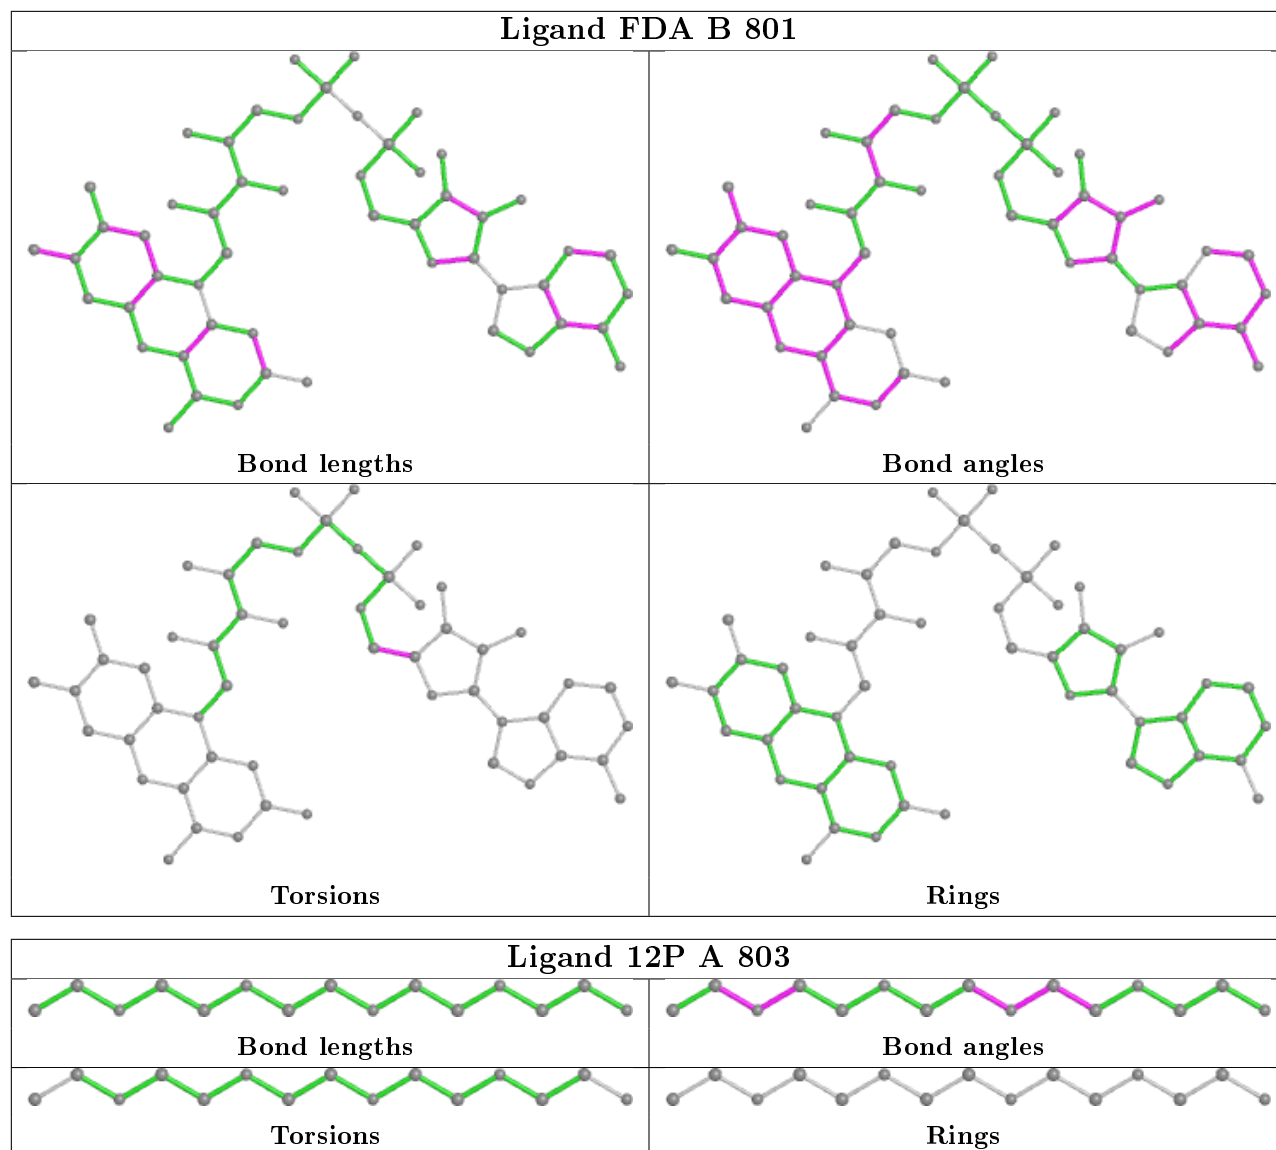 Ligand FDA B 801
Bond lengths
Bond angles
Torsions
Rings
Ligand 12P A 803
Bond lengths
Bond angles
Torsions
Rings